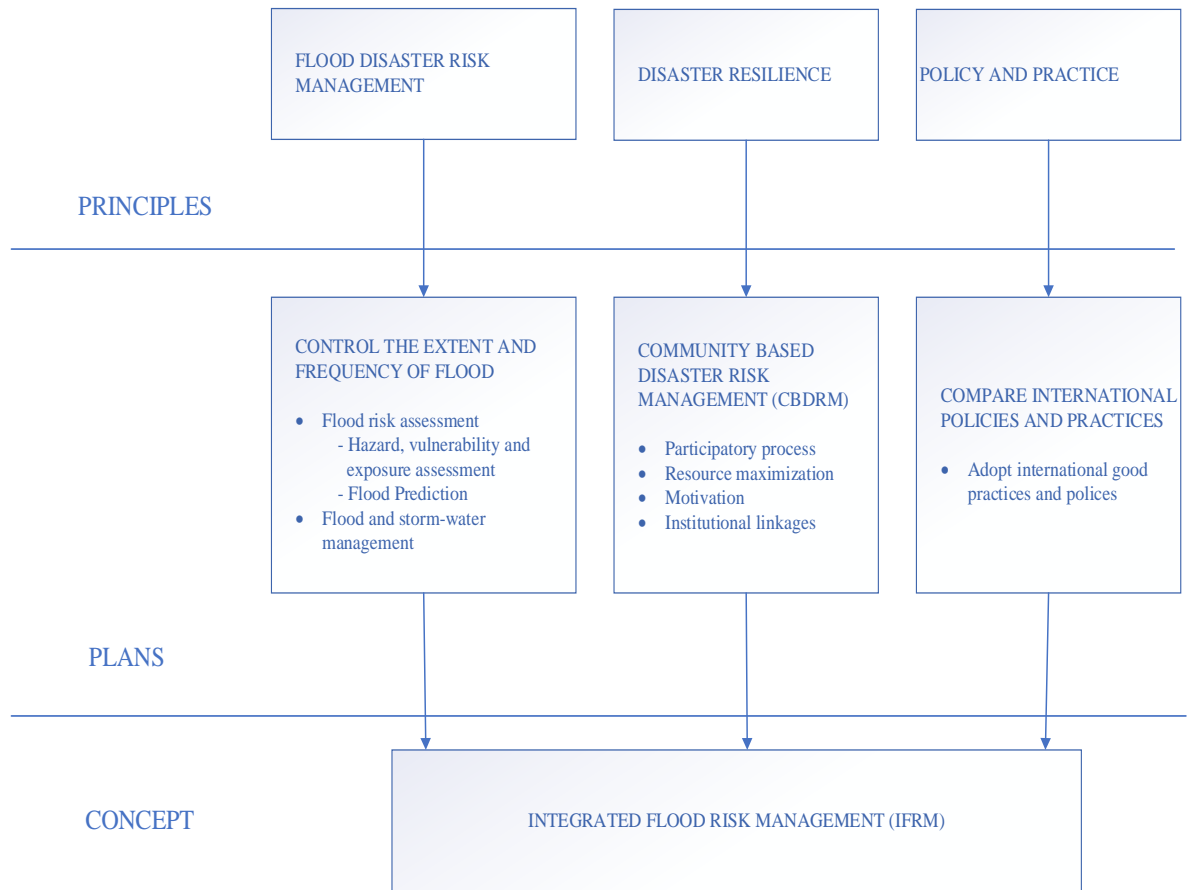 FLOOD DISASTER RISK
MANAGEMENT
DISASTER RESILIENCE
POLICY AND PRACTICE
PRINCIPLES
CONTROL THE EXTENT AND
FREQUENCY OF FLOOD
• Flood risk assessment
- Hazard, vulnerability and
exposure assessment
- Flood Prediction
• Flood and storm-water
management
COMMUNITY BASED
DISASTER RISK
MANAGEMENT (CBDRM)
• Participatory process
• Resource maximization
• Motivation
• Institutional linkages
COMPARE INTERNATIONAL
POLICIES AND PRACTICES
• Adopt international good
practices and polices
PLANS
CONCEPT
INTEGRATED FLOOD RISK MANAGEMENT (IFRM)